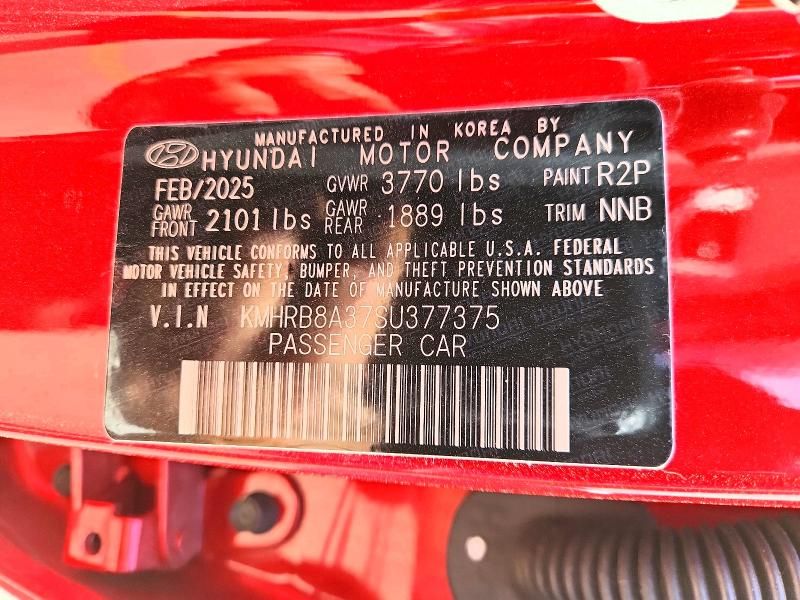 MANUFACTURED IN KOREA BY
HYUNDAI MOTOR COMPANY
FEB/2025 GVWR 3770 lbs PAINT R2P
GAWR FRONT 2101 lbs GAWR REAR 1889 lbs TRIM NNB
THIS VEHICLE CONFORMS TO ALL APPLICABLE U.S.A. FEDERAL
MOTOR VEHICLE SAFETY, BUMPER, AND THEFT PREVENTION STANDARDS
IN EFFECT ON THE DATE OF MANUFACTURE SHOWN ABOVE
V.I.N KMHRB8A37SU377375
PASSENGER CAR